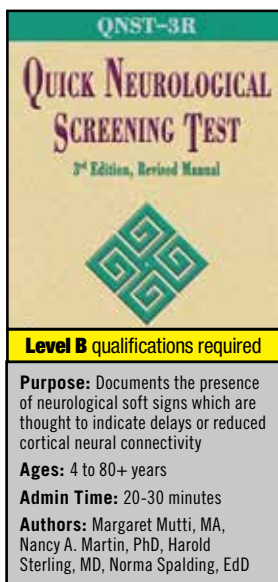 QNST–3R
QUICK NEUROLOGICAL
SCREENING TEST
3rd Edition, Revised Manual
Level B qualifications required
Purpose: Documents the presence
of neurological soft signs which are
thought to indicate delays or reduced
cortical neural connectivity
Ages: 4 to 80+ years
Admin Time: 20-30 minutes
Authors: Margaret Mutti, MA,
Nancy A. Martin, PhD, Harold
Sterling, MD, Norma Spalding, EdD